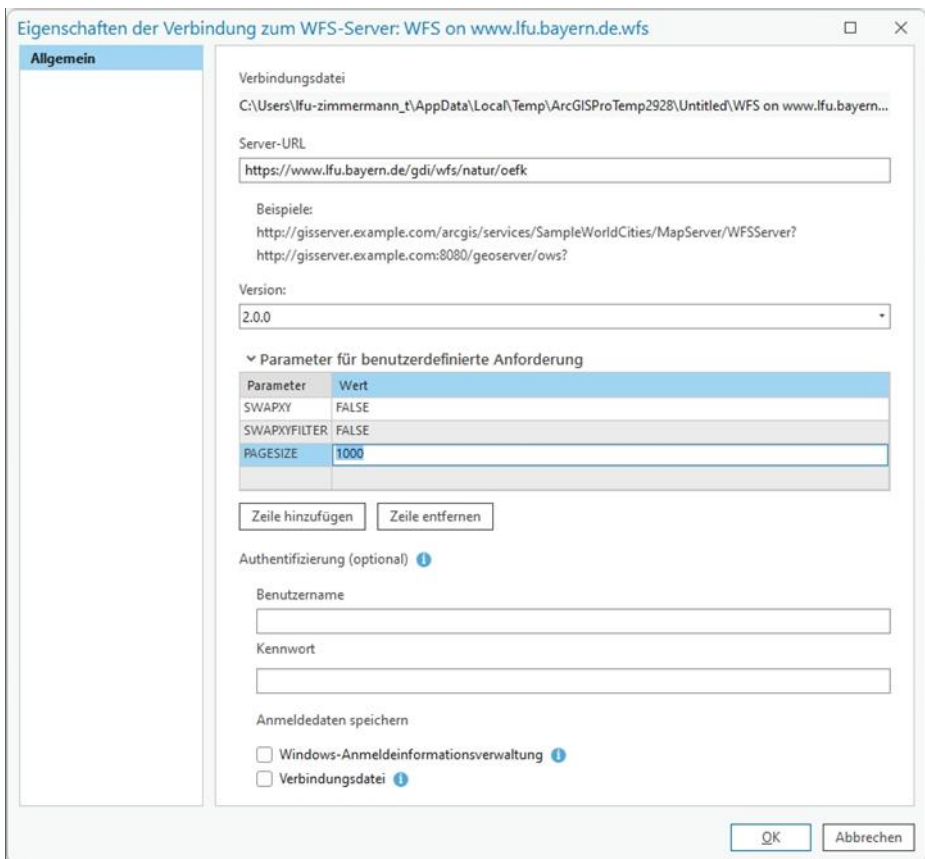 Eigenschaften der Verbindung zum WFS-Server: WFS on www.lfu.bayern.de.wfs
Allgemein
Verbindungsdatei
C:\Users\lfu-zimmermann_t\AppData\Local\Temp\ArcGISProTemp2928\Untitled\WFS on www.lfu.bayern...
Server-URL
https://www.lfu.bayern.de/gdi/wfs/natur/oefk
Beispiele:
http://gisserver.example.com/arcgis/services/SampleWorldCities/MapServer/WFSServer?
http://gisserver.example.com:8080/geoserver/ows?
Version:
2.0.0
Parameter für benutzerdefinierte Anforderung
Parameter Wert
SWAPXY FALSE
SWAPXYFILTER FALSE
PAGESIZE 1000
Zeile hinzufügen Zeile entfernen
Authentifizierung (optional)
Benutzername
Kennwort
Anmeldedaten speichern
Windows-Anmeldeinformationsverwaltung
Verbindungsdatei
OK Abbrechen